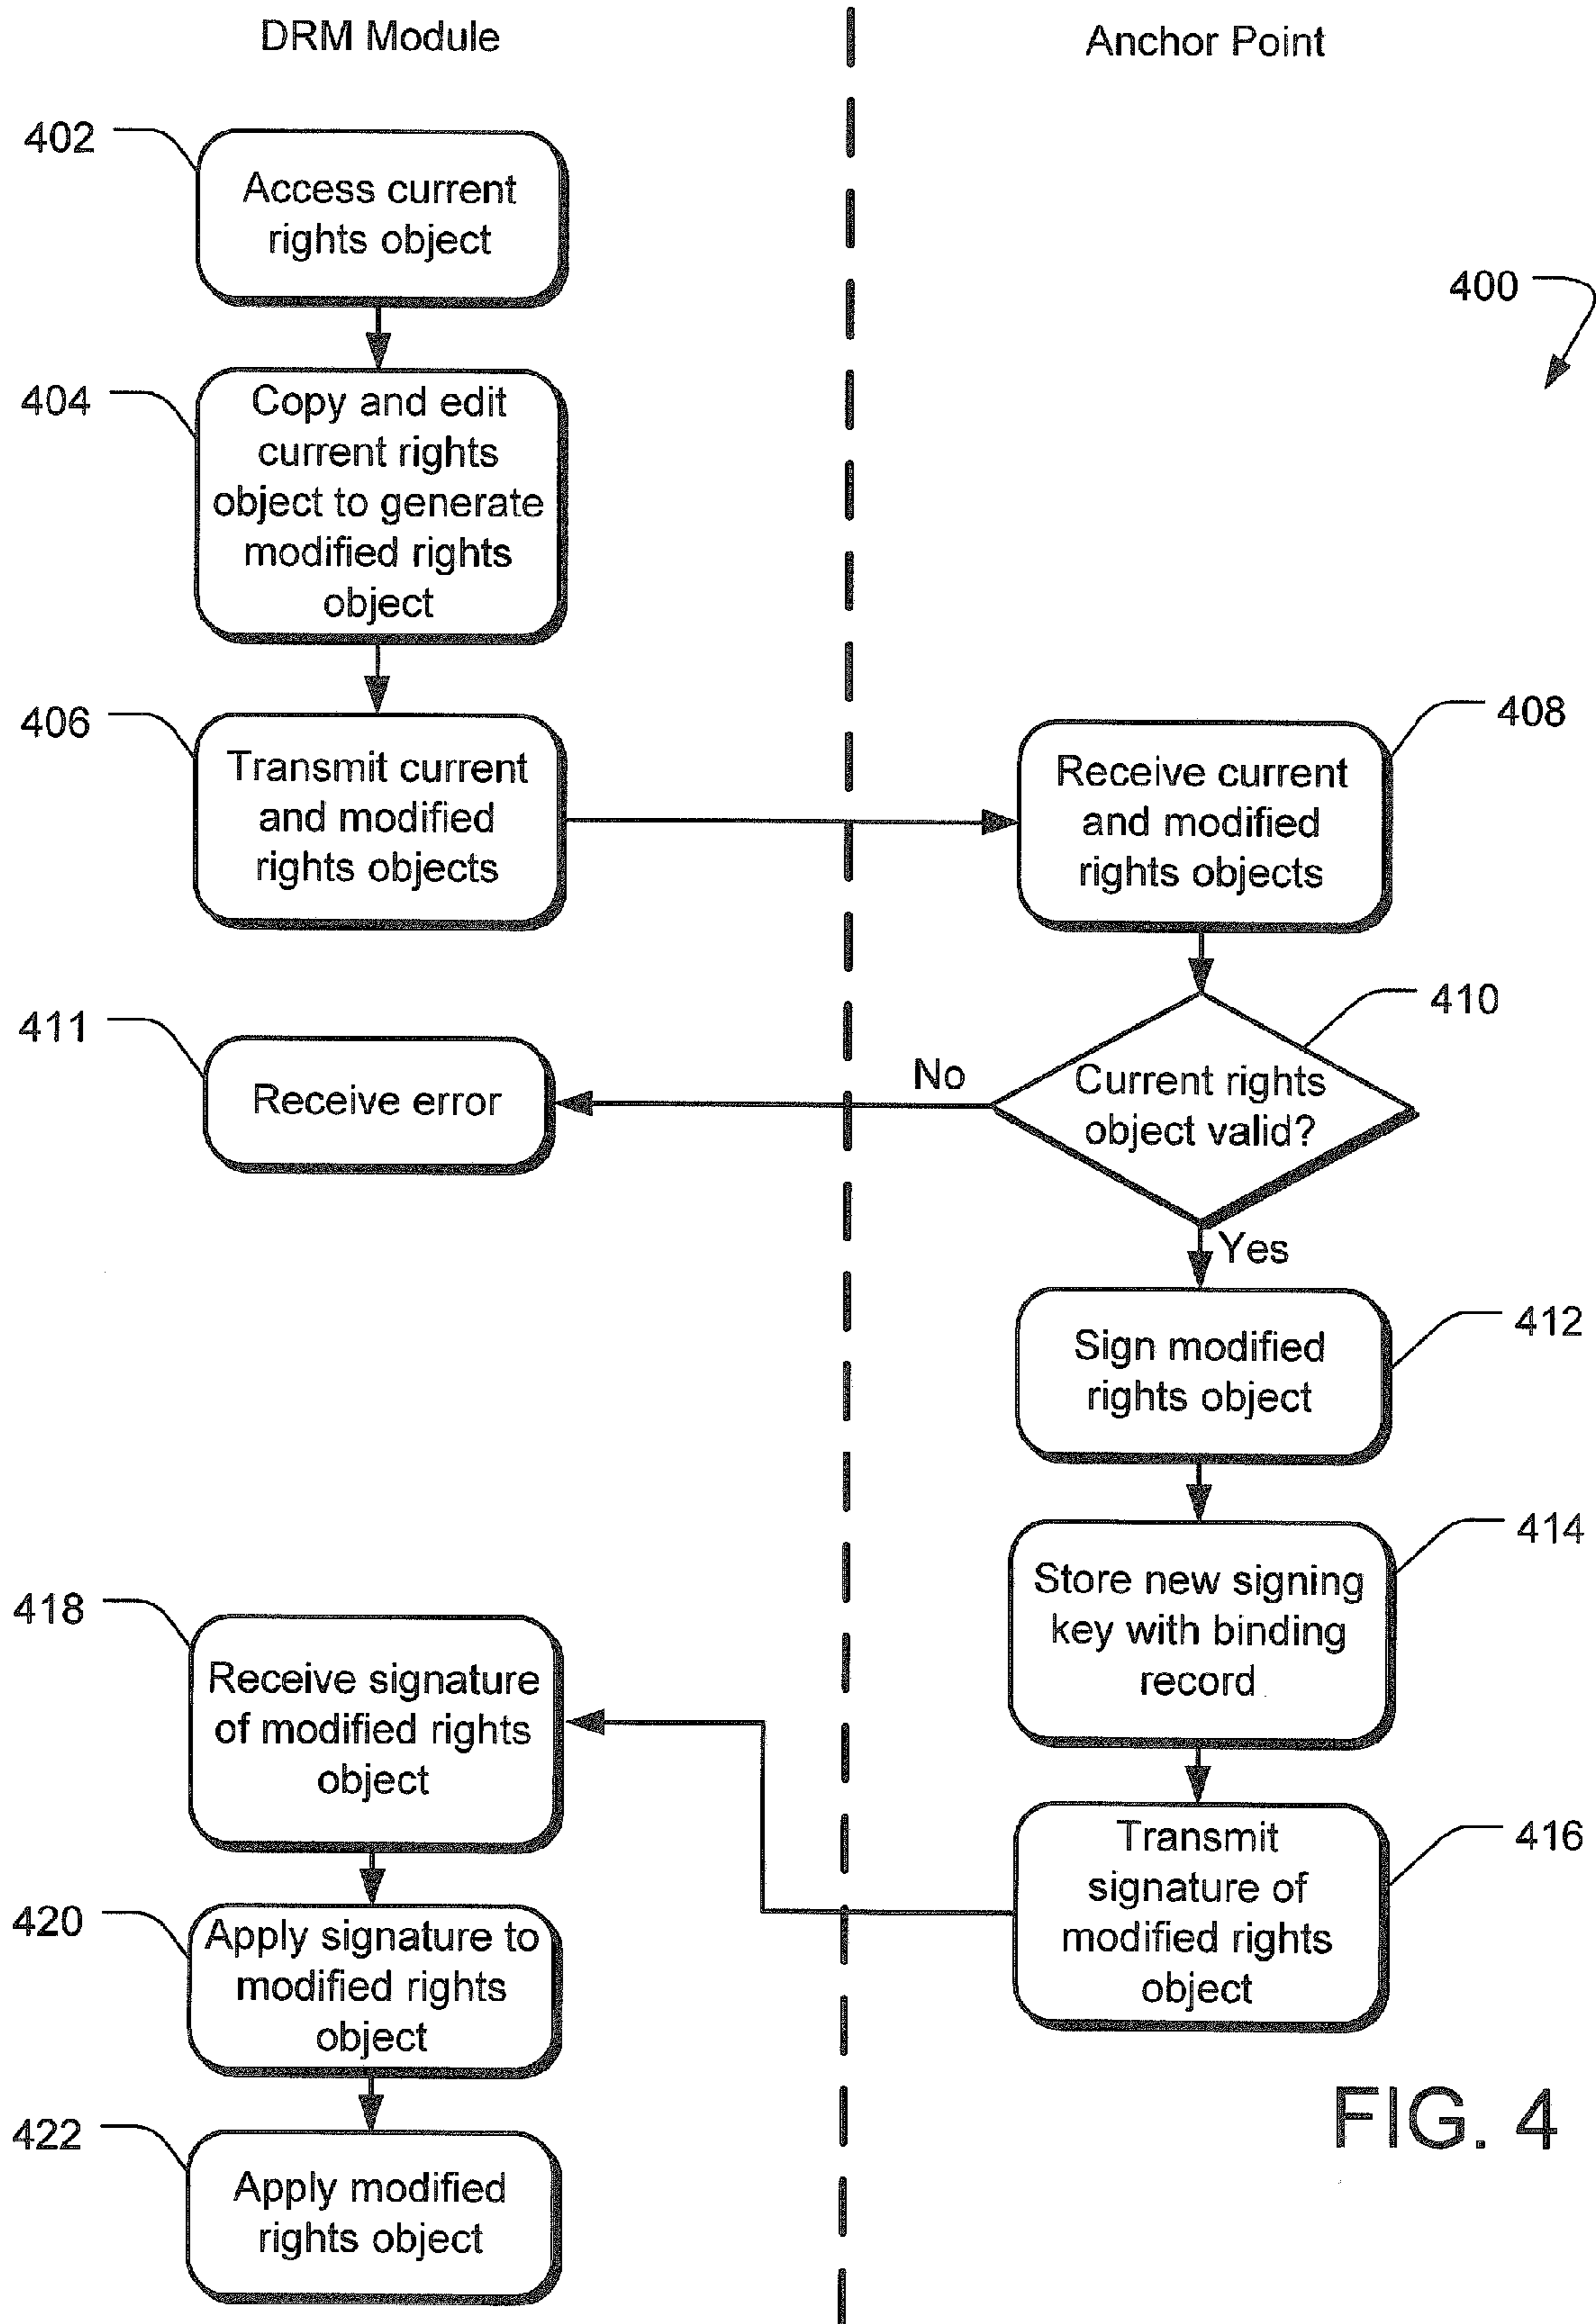 DRM Module
Anchor Point
402
Access current
rights object
400
404
Copy and edit
current rights
object to generate
modified rights
object
406
Transmit current
and modified
rights objects
408
Receive current
and modified
rights objects
410
Current rights
object valid?
No
411
Receive error
Yes
412
Sign modified
rights object
414
Store new signing
key with binding
record
416
Transmit
signature of
modified rights
object
418
Receive signature
of modified rights
object
420
Apply signature to
modified rights
object
422
Apply modified
rights object
FIG. 4